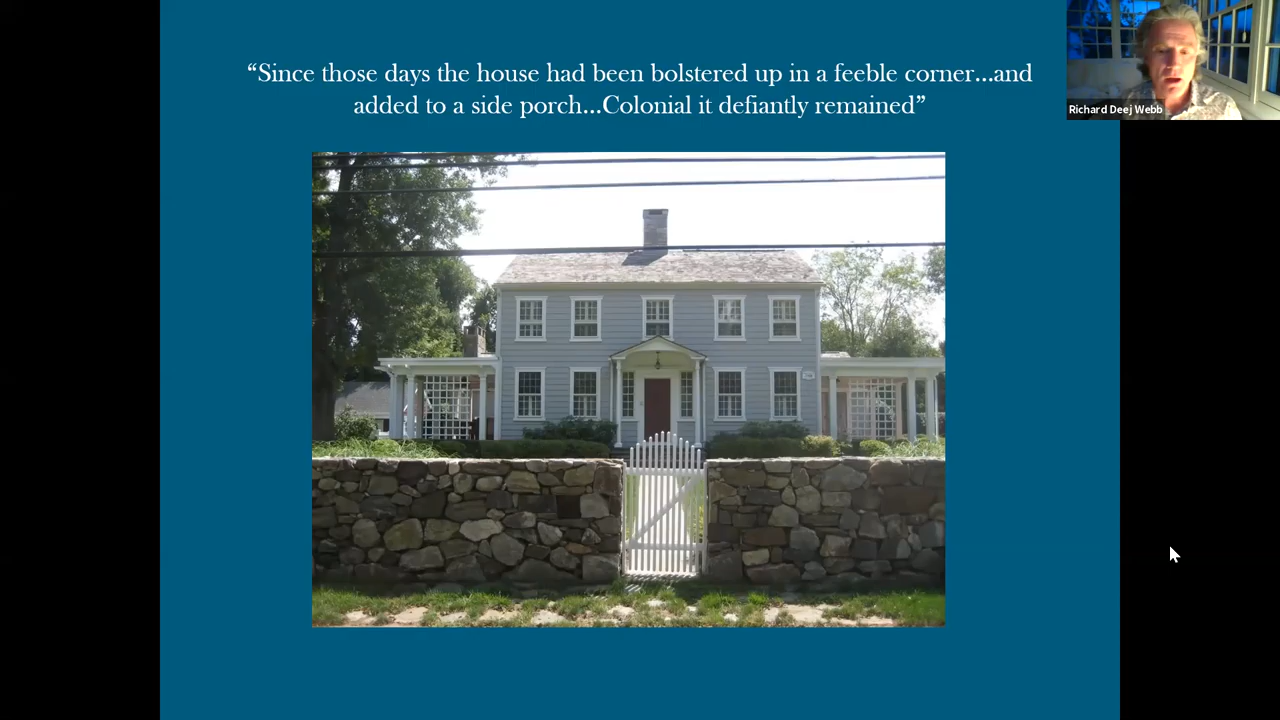 “Since those days the house had been bolstered up in a feeble corner...and
added to a side porch...Colonial it defiantly remained”
Richard Deej Webb